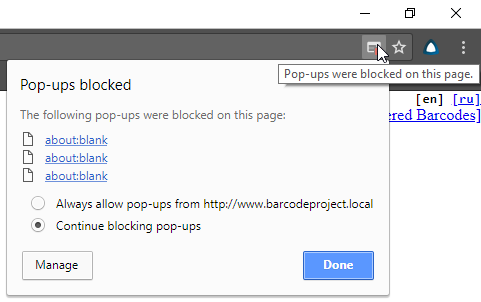 Pop-ups were blocked on this page.
[en] [ru]
ered Barcodes]
Pop-ups blocked
The following pop-ups were blocked on this page:
about:blank
about:blank
about:blank
Always allow pop-ups from http://www.barcodeproject.local
Continue blocking pop-ups
Manage Done